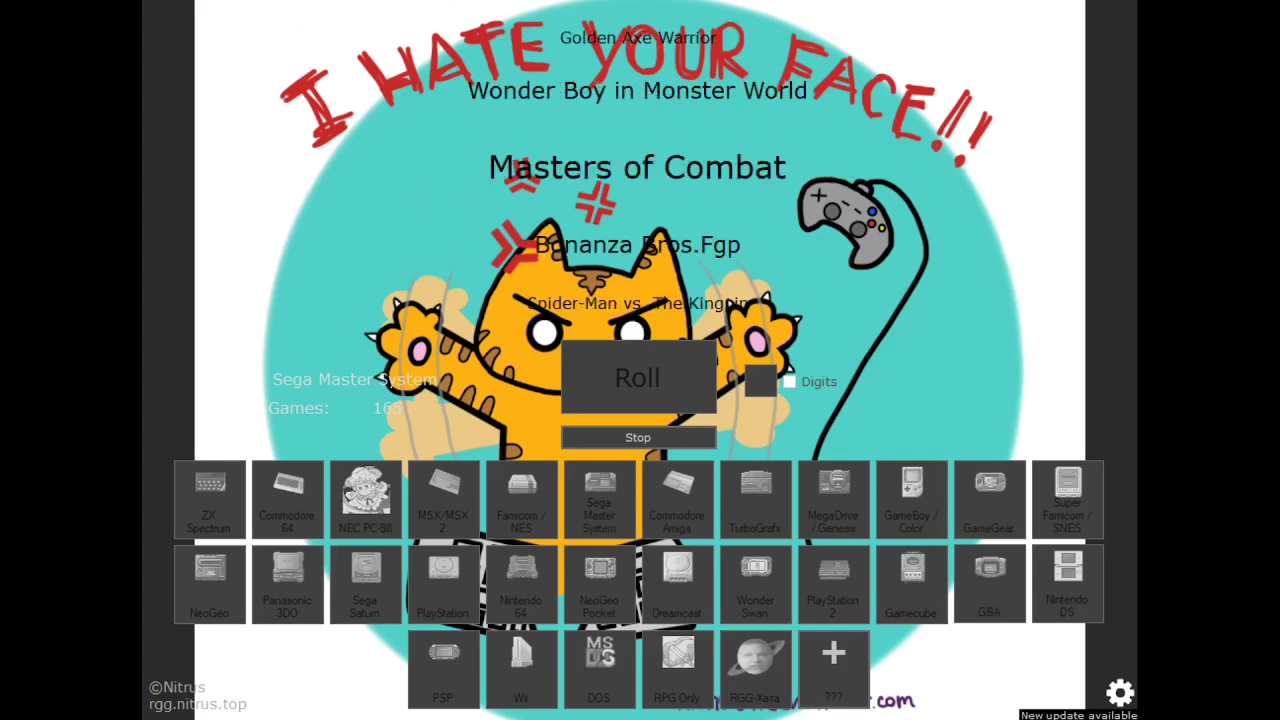 I HATE YOUR FACE!!
Golden Axe Warrior
Wonder Boy in Monster World
Masters of Combat
Bonanza Bros.Fgp
Spider-Man vs. The Kingpin
Sega Master System
Games: 165
Roll
Digits
Stop
ZX Spectrum
Commodore 64
NEC PC-98
MSX/MSX 2
Famicom / NES
Sega Master System
Commodore Amiga
TurboGrafx
MegaDrive / Genesis
GameBoy / Color
GameGear
Super Famicom / SNES
NeoGeo
Panasonic 3DO
Sega Saturn
PlayStation
Nintendo 64
NeoGeo Pocket
Dreamcast
Wonder Swan
PlayStation 2
Gamecube
GBA
Nintendo DS
PSP
Wii
MS DOS
DOS
RPG Only
RGG-Хата
???
©Nitrus
rgg.nitrus.top
.com
New update available